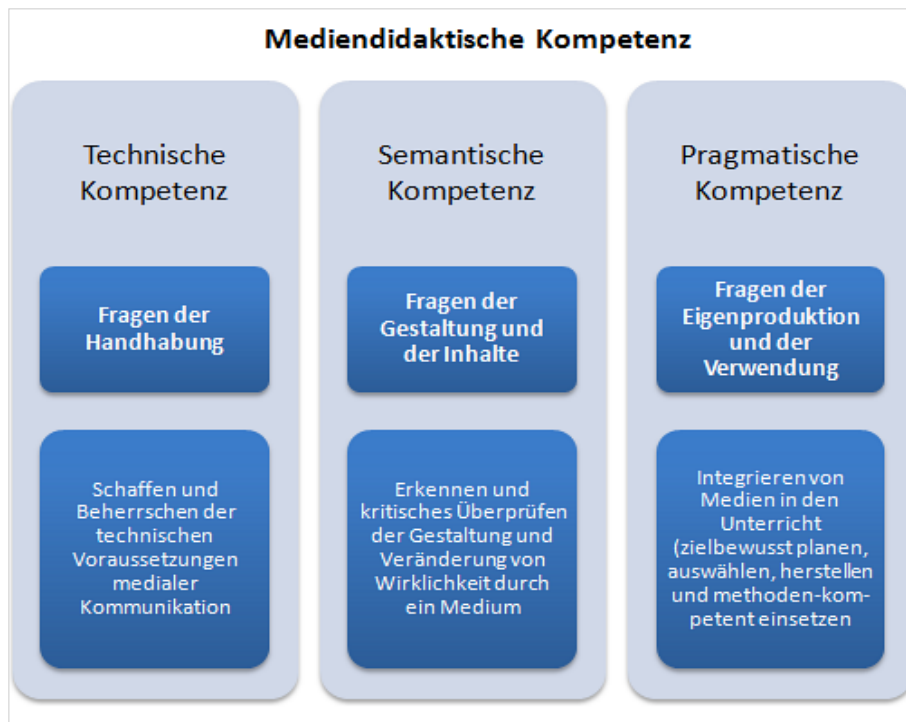 Mediendidaktische Kompetenz
Technische
Kompetenz
Fragen der
Handhabung
Schaffen und
Beherrschen der
technischen
Voraussetzungen
medialer
Kommunikation
Semantische
Kompetenz
Fragen der
Gestaltung und
der Inhalte
Erkennen und
kritisches Überprüfen
der Gestaltung und
Veränderung von
Wirklichkeit durch
ein Medium
Pragmatische
Kompetenz
Fragen der
Eigenproduktion
und der
Verwendung
Integrieren von
Medien in den
Unterricht
(zielbewusst planen,
auswählen, herstellen
und methoden-kom-
petent einsetzen